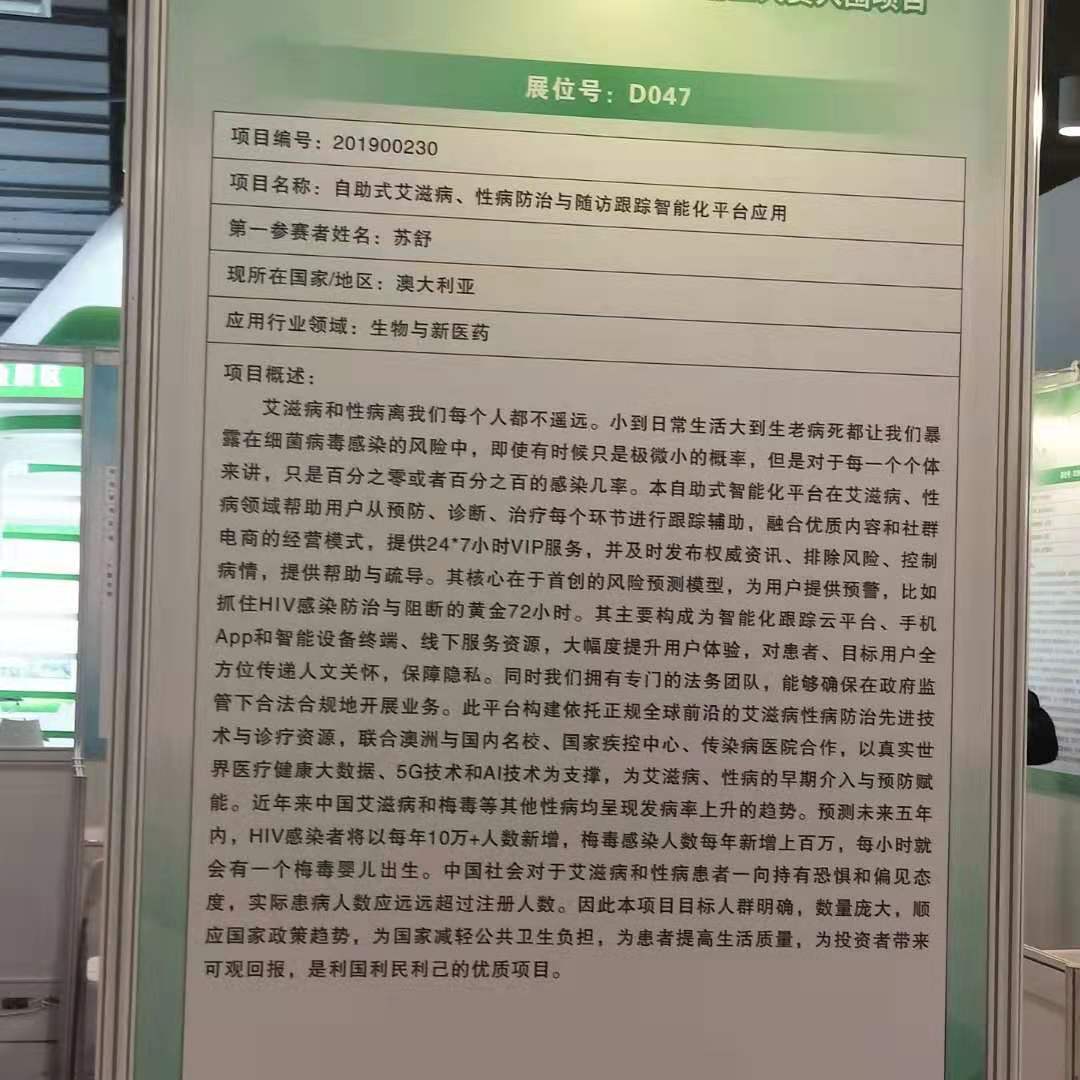 入围项目
展位号：D047
项目编号：201900230
项目名称：自助式艾滋病、性病防治与随访跟踪智能化平台应用
第一参赛者姓名：苏舒
现所在国家/地区：澳大利亚
应用行业领域：生物与新医药
项目概述：
艾滋病和性病离我们每个人都不遥远。小到日常生活大到生老病死都让我们暴
露在细菌病毒感染的风险中，即使有时候只是极微小的概率，但是对于每一个个体
来讲，只是百分之零或者百分之百的感染几率。本自助式智能化平台在艾滋病、性
病领域帮助用户从预防、诊断、治疗每个环节进行跟踪辅助，融合优质内容和社群
电商的经营模式，提供24*7小时VIP服务，并及时发布权威资讯、排除风险、控制
病情，提供帮助与疏导。其核心在于首创的风险预测模型，为用户提供预警，比如
抓住HIV感染防治与阻断的黄金72小时。其主要构成为智能化跟踪云平台、手机
App和智能设备终端、线下服务资源，大幅度提升用户体验，对患者、目标用户全
方位传递人文关怀，保障隐私。同时我们拥有专门的法务团队，能够确保在政府监
管下合法合规地开展业务。此平台构建依托正规全球前沿的艾滋病性病防治先进技
术与诊疗资源，联合澳洲与国内名校、国家疾控中心、传染病医院合作，以真实世
界医疗健康大数据、5G技术和AI技术为支撑，为艾滋病、性病的早期介入与预防赋
能。近年来中国艾滋病和梅毒等其他性病均呈现发病率上升的趋势。预测未来五年
内，HIV感染者将以每年10万+人数新增，梅毒感染人数每年新增上百万，每小时就
会有一个梅毒婴儿出生。中国社会对于艾滋病和性病患者一向持有恐惧和偏见态
度，实际患病人数应远远超过注册人数。因此本项目目标人群明确，数量庞大，顺
应国家政策趋势，为国家减轻公共卫生负担，为患者提高生活质量，为投资者带来
可观回报，是利国利民利己的优质项目。